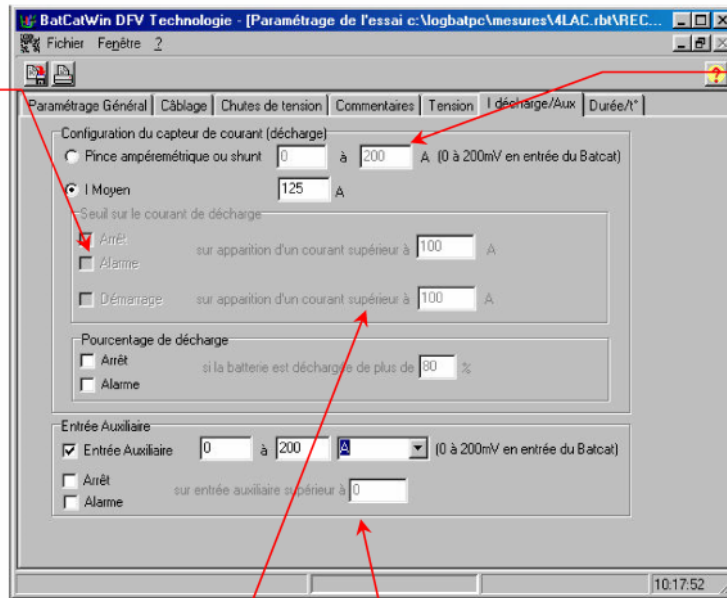 BatCatWin DFV Technologie - [Paramétrage de l'essai c:\logbatpc\mesures\4LAC.rbt\REC...
Fichier Fenêtre ?
Paramétrage Général Câblage Chutes de tension Commentaires Tension I décharge/Aux Durée/t°
Configuration du capteur de courant (décharge)
Pince ampéremétrique ou shunt 0 à 200 A (0 à 200mV en entrée du Batcat)
I Moyen 125 A
Seuil sur le courant de décharge
Arrêt
sur apparition d'un courant supérieur à 100 A
Alarme
Démarrage sur apparition d'un courant supérieur à 100 A
Pourcentage de décharge
Arrêt
si la batterie est déchargée de plus de 80 %
Alarme
Entrée Auxiliaire
Entrée Auxiliaire 0 à 200 A (0 à 200mV en entrée du Batcat)
Arrêt
sur entrée auxiliaire supérieur à 0
Alarme
10:17:52